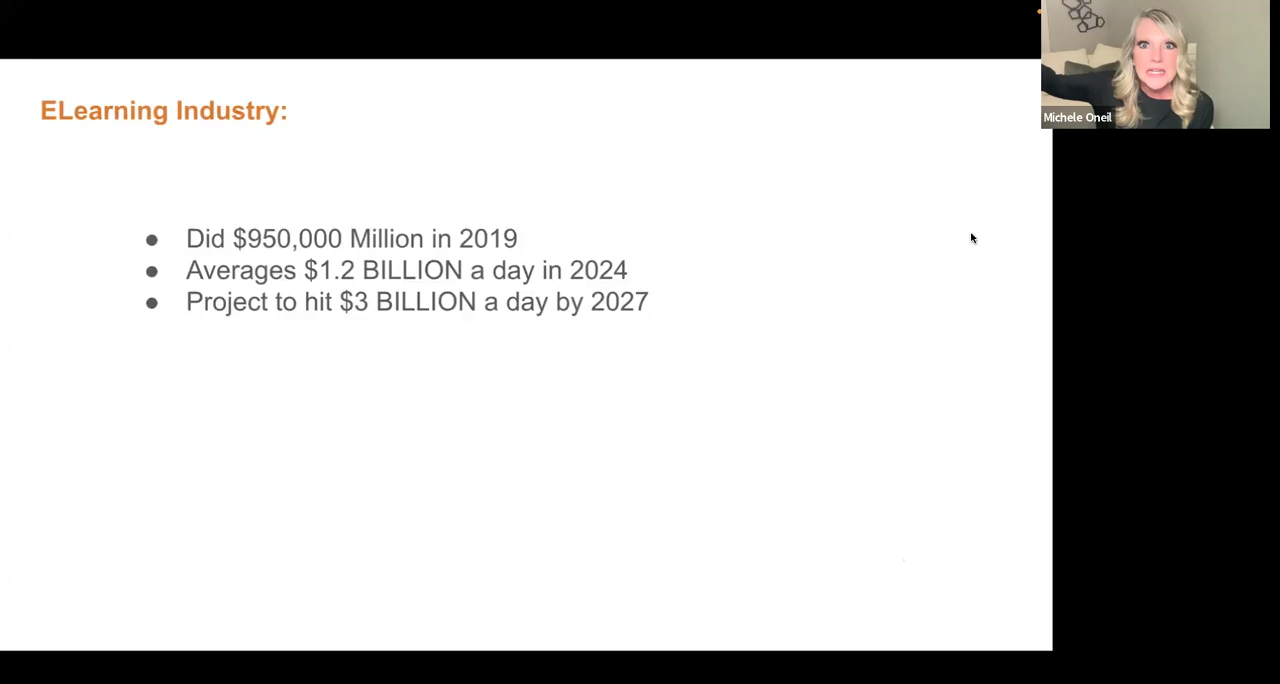 ELearning Industry:
● Did $950,000 Million in 2019
● Averages $1.2 BILLION a day in 2024
● Project to hit $3 BILLION a day by 2027
Michele Oneil